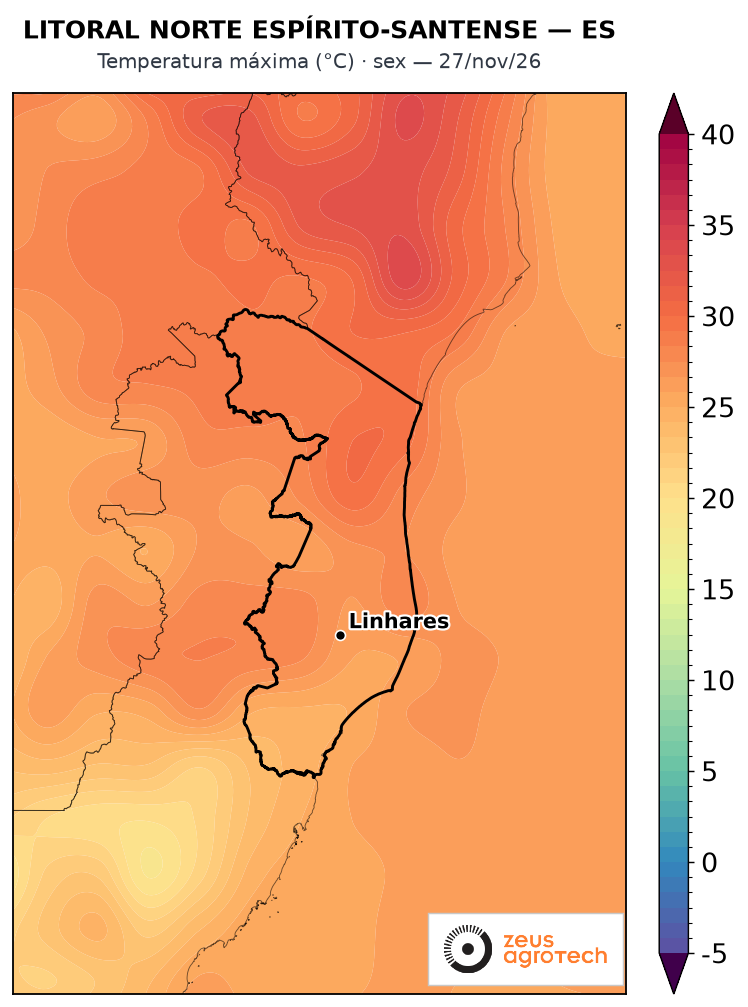 LITORAL NORTE ESPÍRITO-SANTENSE — ES
Temperatura máxima (°C) · sex — 27/nov/26
40
35
30
25
20
15
10
5
0
-5
Linhares
zeus
agrotech